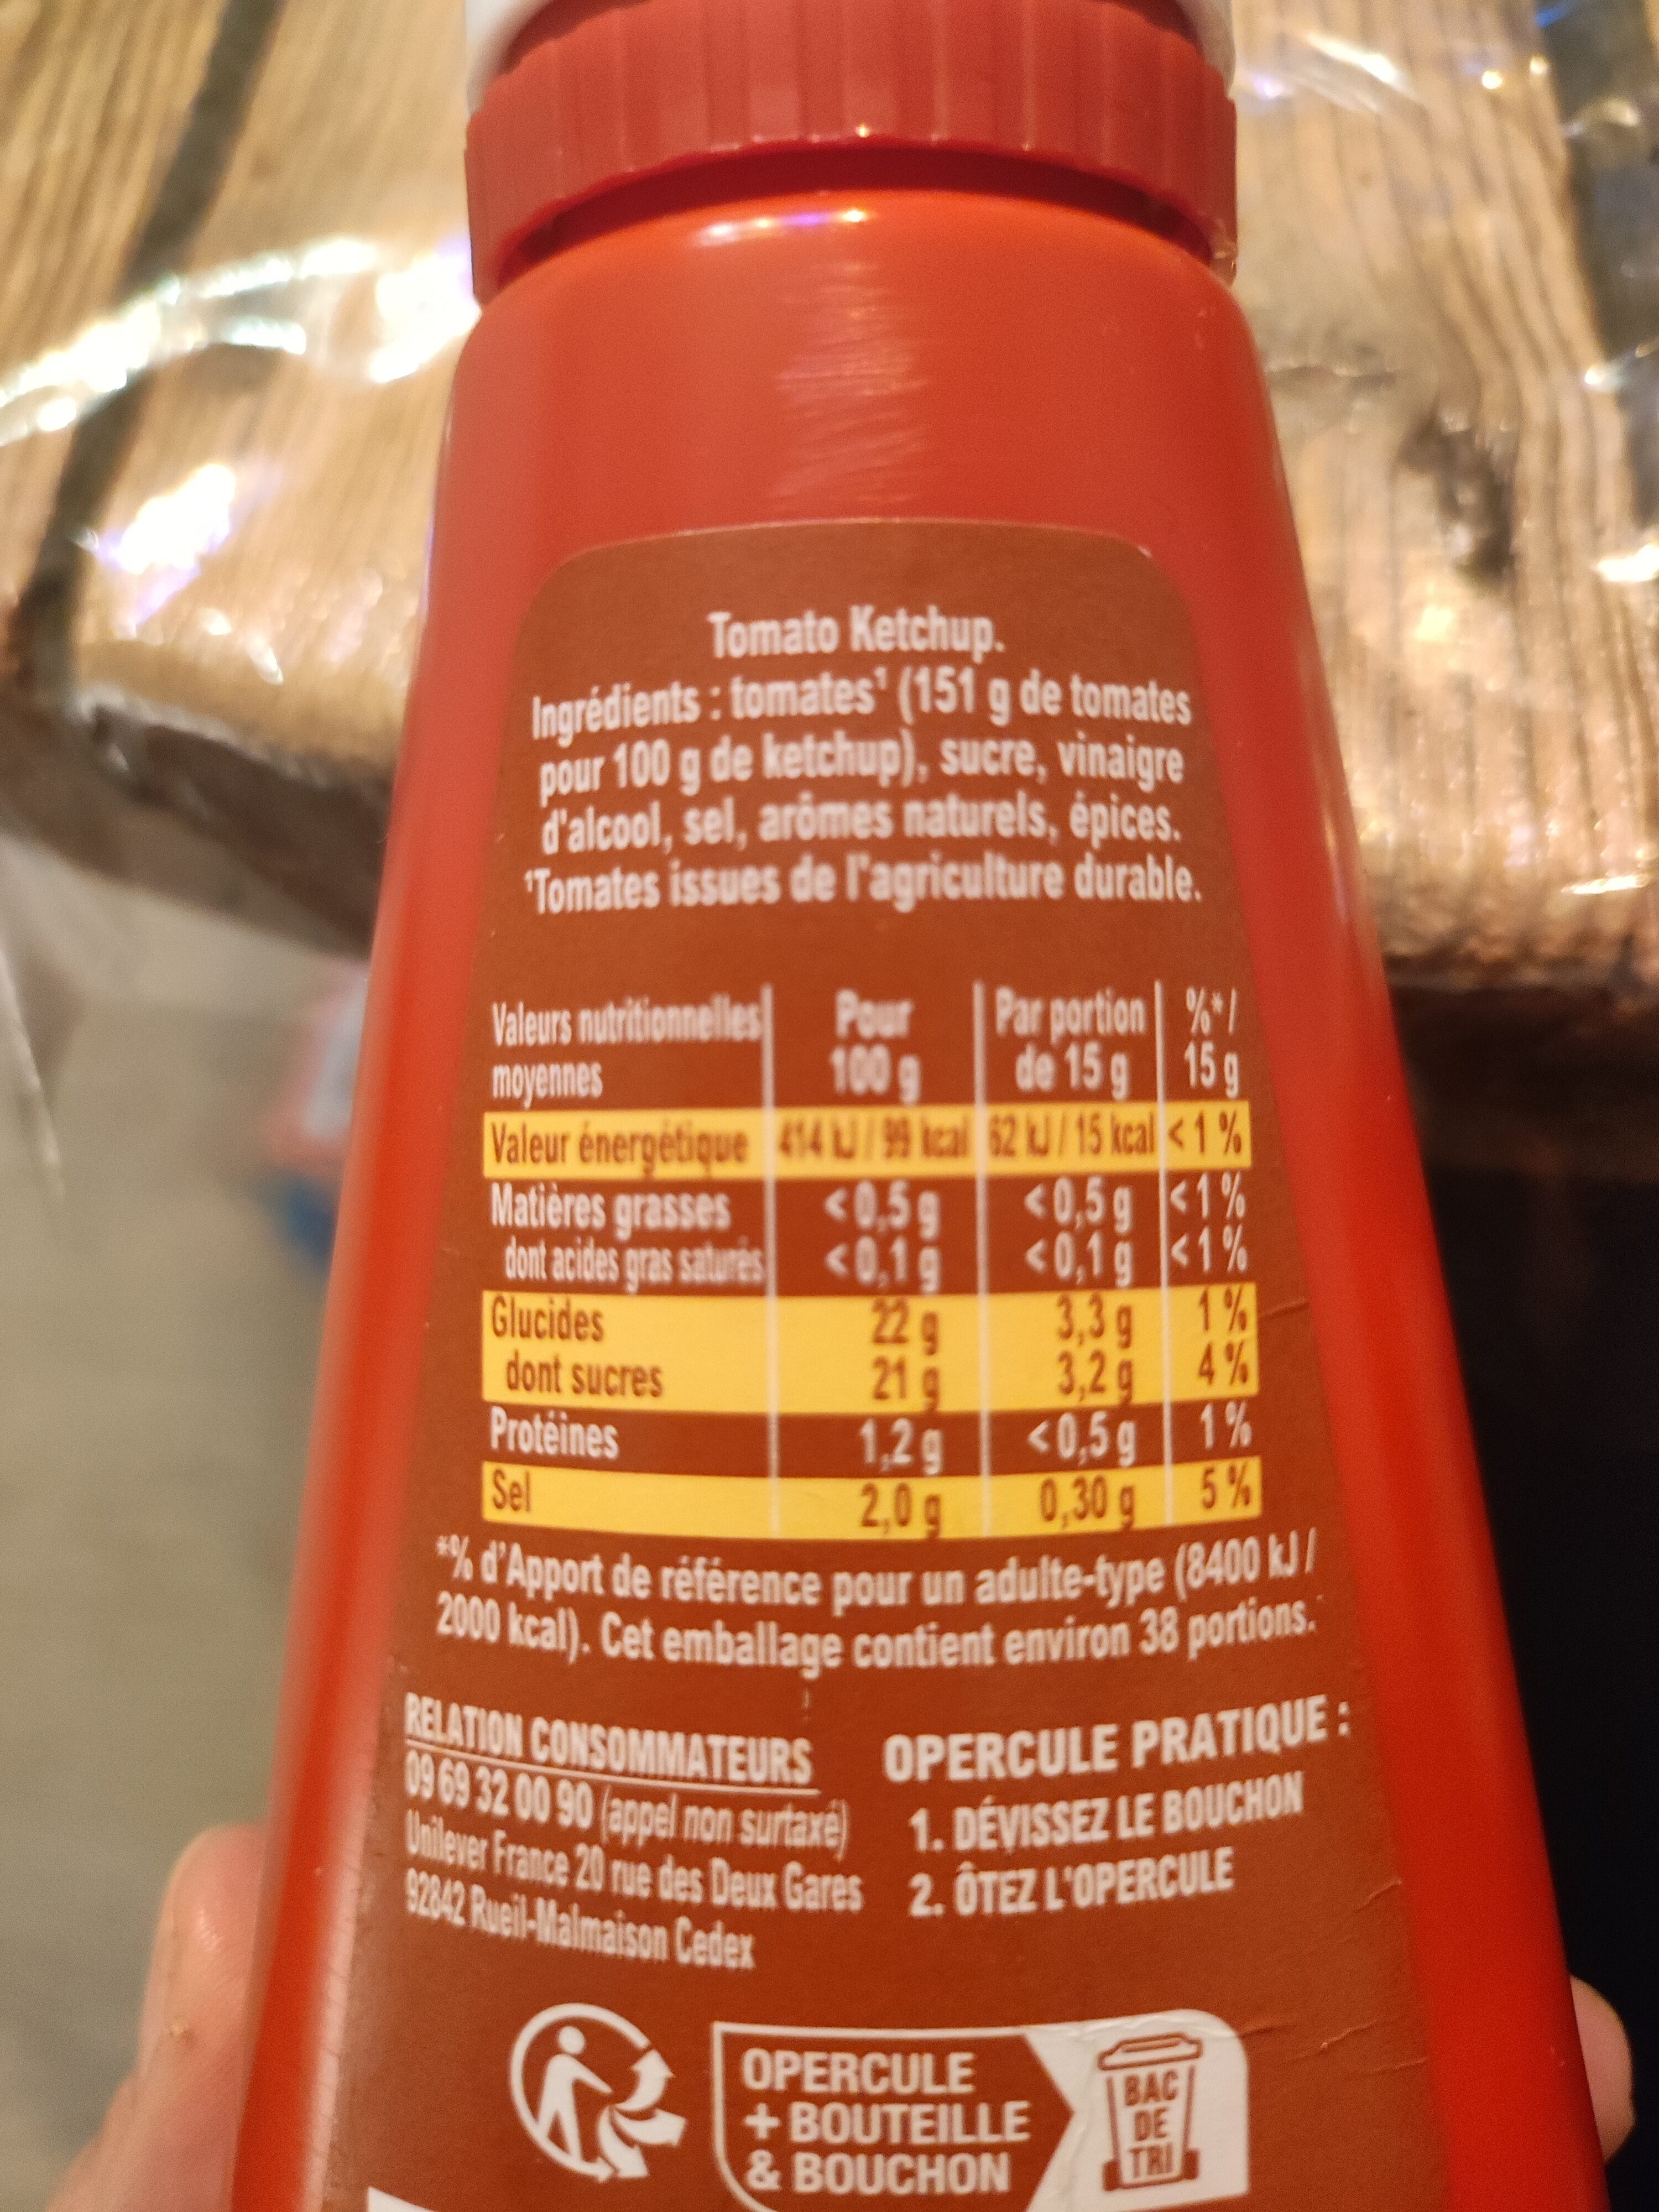 Tomato Ketchup.
Ingrédients : tomates¹ (151 g de tomates
pour 100 g de ketchup), sucre, vinaigre
d'alcool, sel, arômes naturels, épices.
¹Tomates issues de l'agriculture durable.
Valeurs nutritionnelles moyennes | Pour 100 g | Par portion de 15 g | %*/ 15 g
Valeur énergétique | 414 kJ / 99 kcal | 62 kJ / 15 kcal | < 1 %
Matières grasses | < 0,5 g | < 0,5 g | < 1 %
dont acides gras saturés | < 0,1 g | < 0,1 g | < 1 %
Glucides | 22 g | 3,3 g | 1 %
dont sucres | 21 g | 3,2 g | 4 %
Protéines | 1,2 g | < 0,5 g | 1 %
Sel | 2,0 g | 0,30 g | 5 %
*% d'Apport de référence pour un adulte-type (8400 kJ /
2000 kcal). Cet emballage contient environ 38 portions.
RELATION CONSOMMATEURS
09 69 32 00 90 (appel non surtaxé)
Unilever France 20 rue des Deux Gares
92842 Rueil-Malmaison Cedex
OPERCULE PRATIQUE :
1. DÉVISSEZ LE BOUCHON
2. ÔTEZ L'OPERCULE
OPERCULE
+ BOUTEILLE
& BOUCHON
BAC
DE
TRI